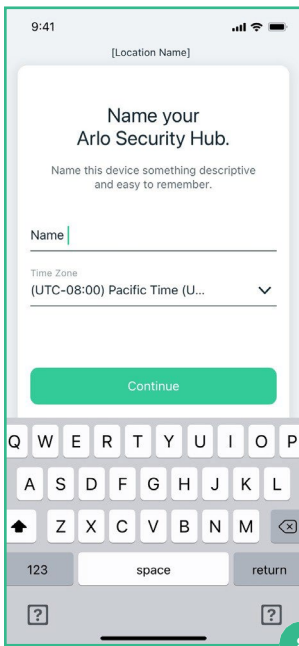 9:41
[Location Name]
Name your
Arlo Security Hub.
Name this device something descriptive
and easy to remember.
Name
Time Zone
(UTC-08:00) Pacific Time (U...
Continue
Q W E R T Y U I O P
A S D F G H J K L
Z X C V B N M
123 space return
? ?